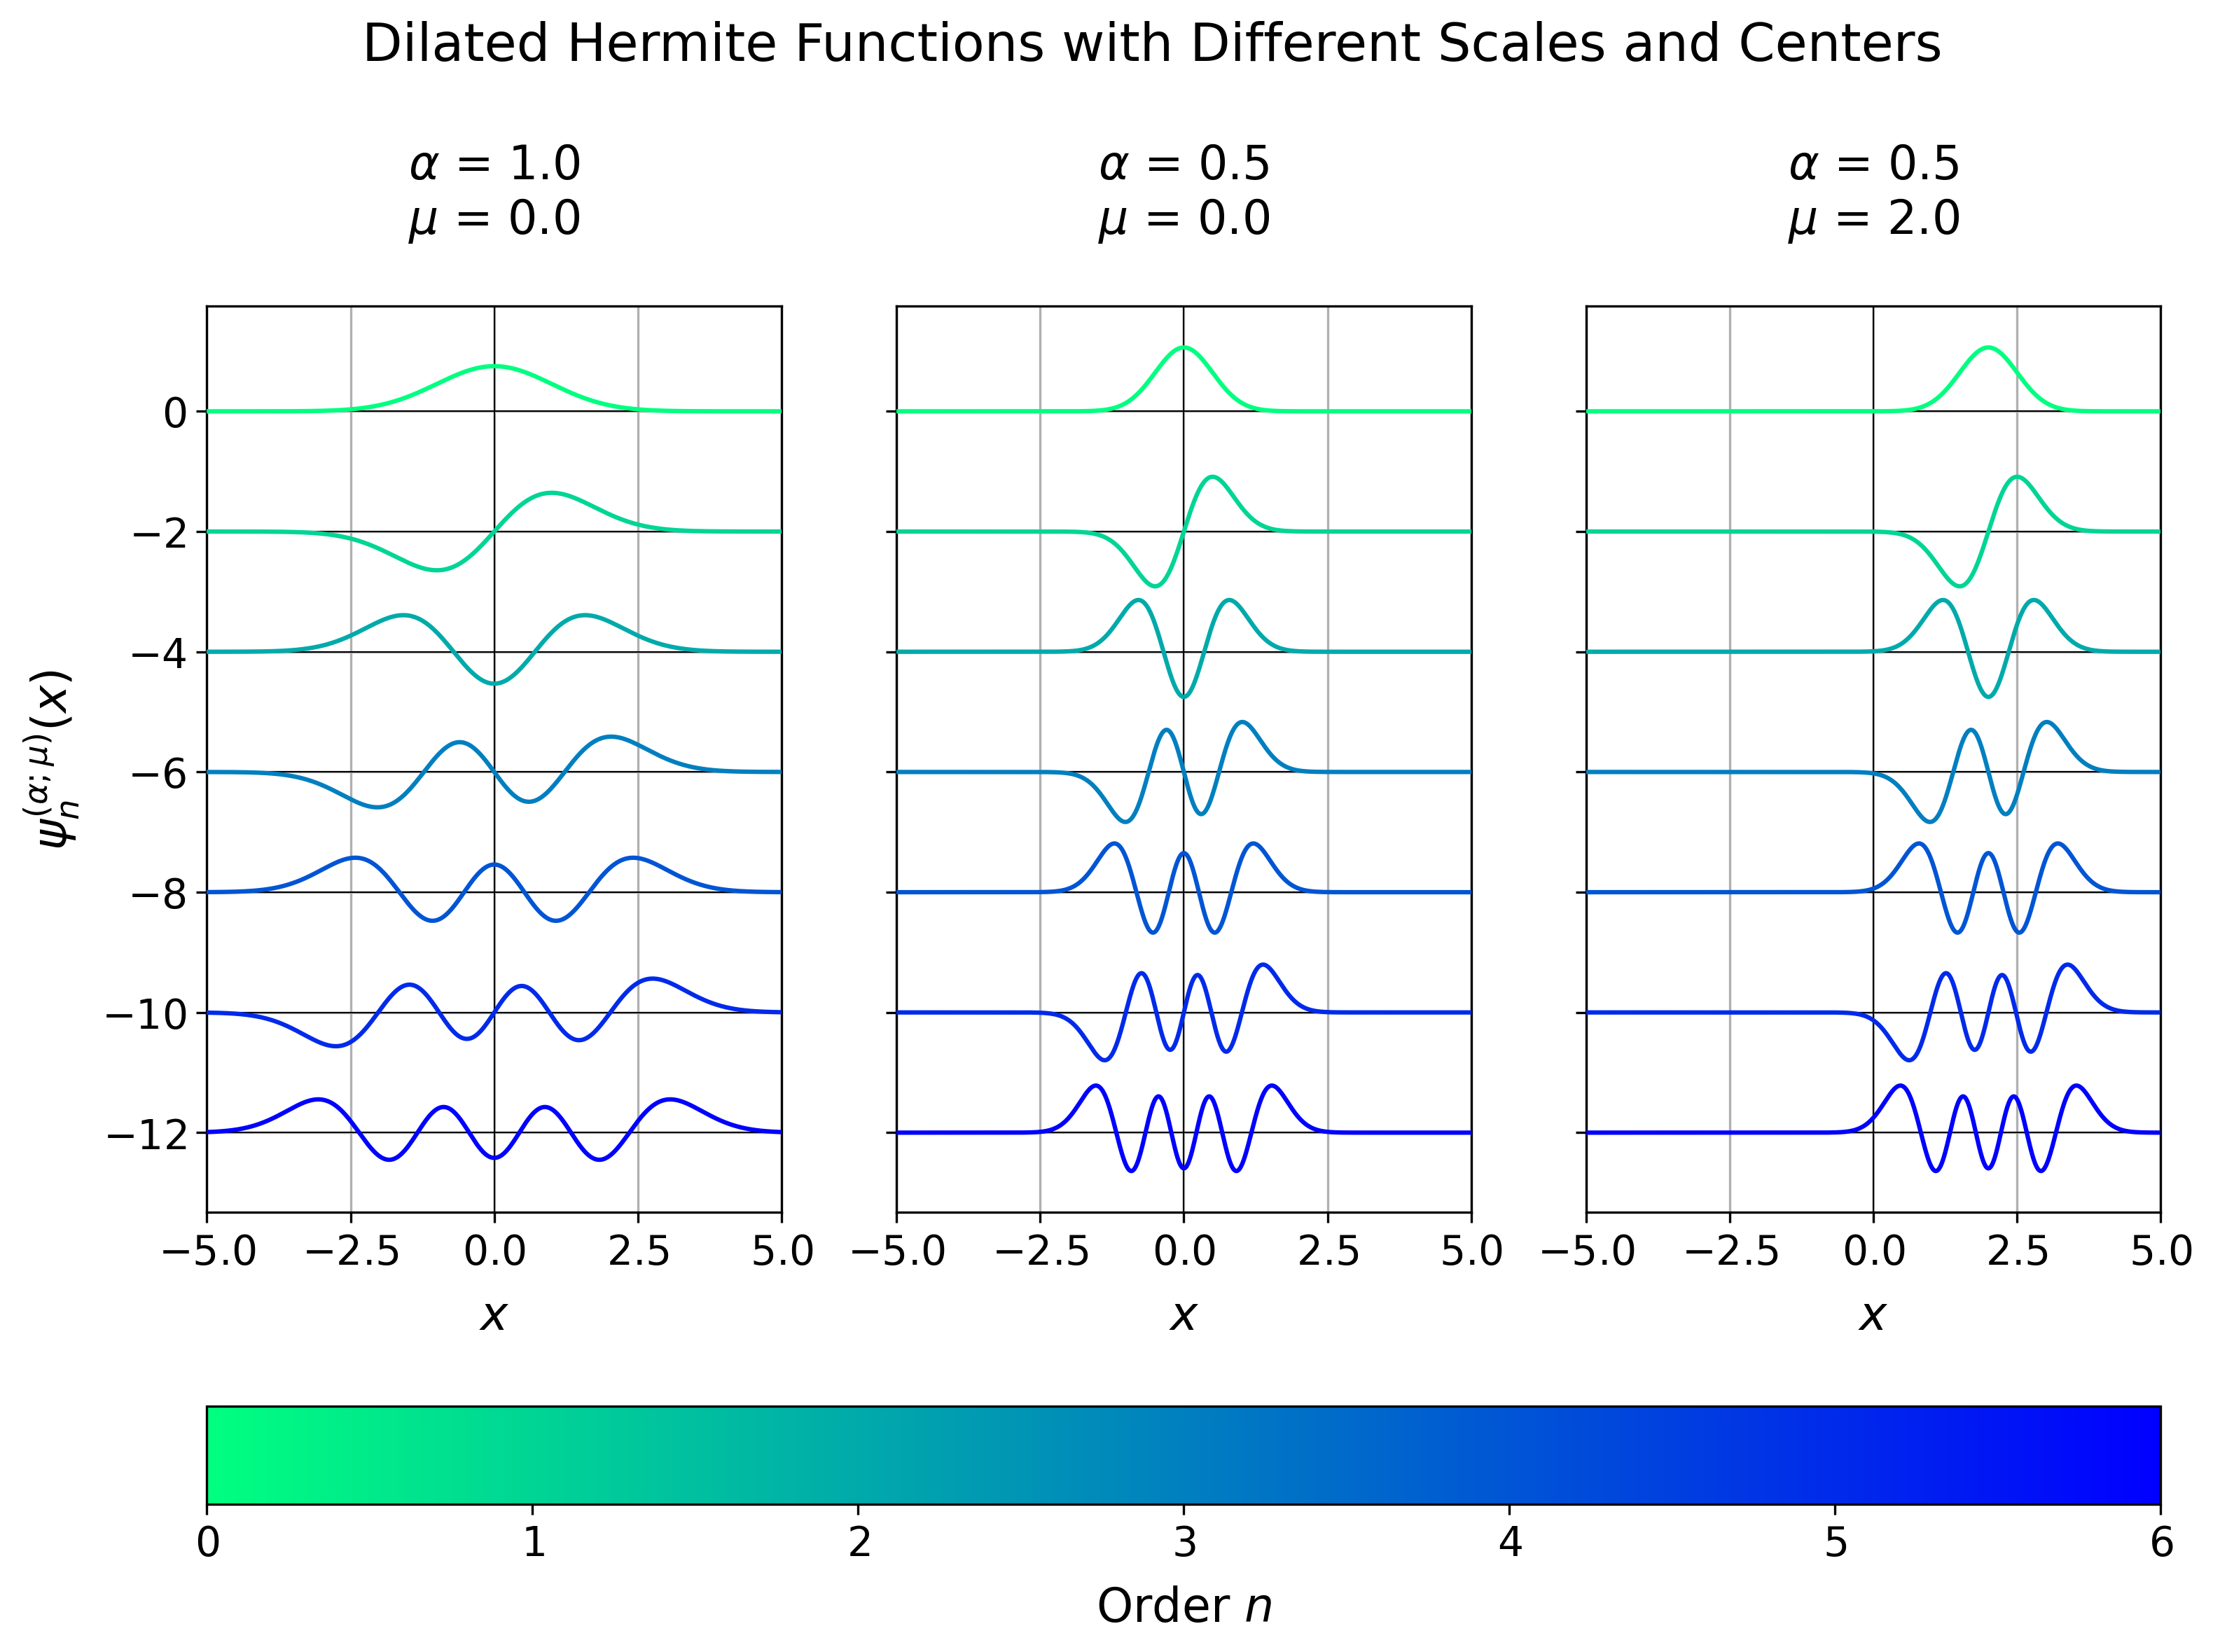 Dilated Hermite Functions with Different Scales and Centers
α = 1.0
μ = 0.0
α = 0.5
μ = 0.0
α = 0.5
μ = 2.0
ψₙ^(α; μ)(x)
0
−2
−4
−6
−8
−10
−12
−5.0 −2.5 0.0 2.5 5.0
−5.0 −2.5 0.0 2.5 5.0
−5.0 −2.5 0.0 2.5 5.0
x
x
x
0 1 2 3 4 5 6
Order n